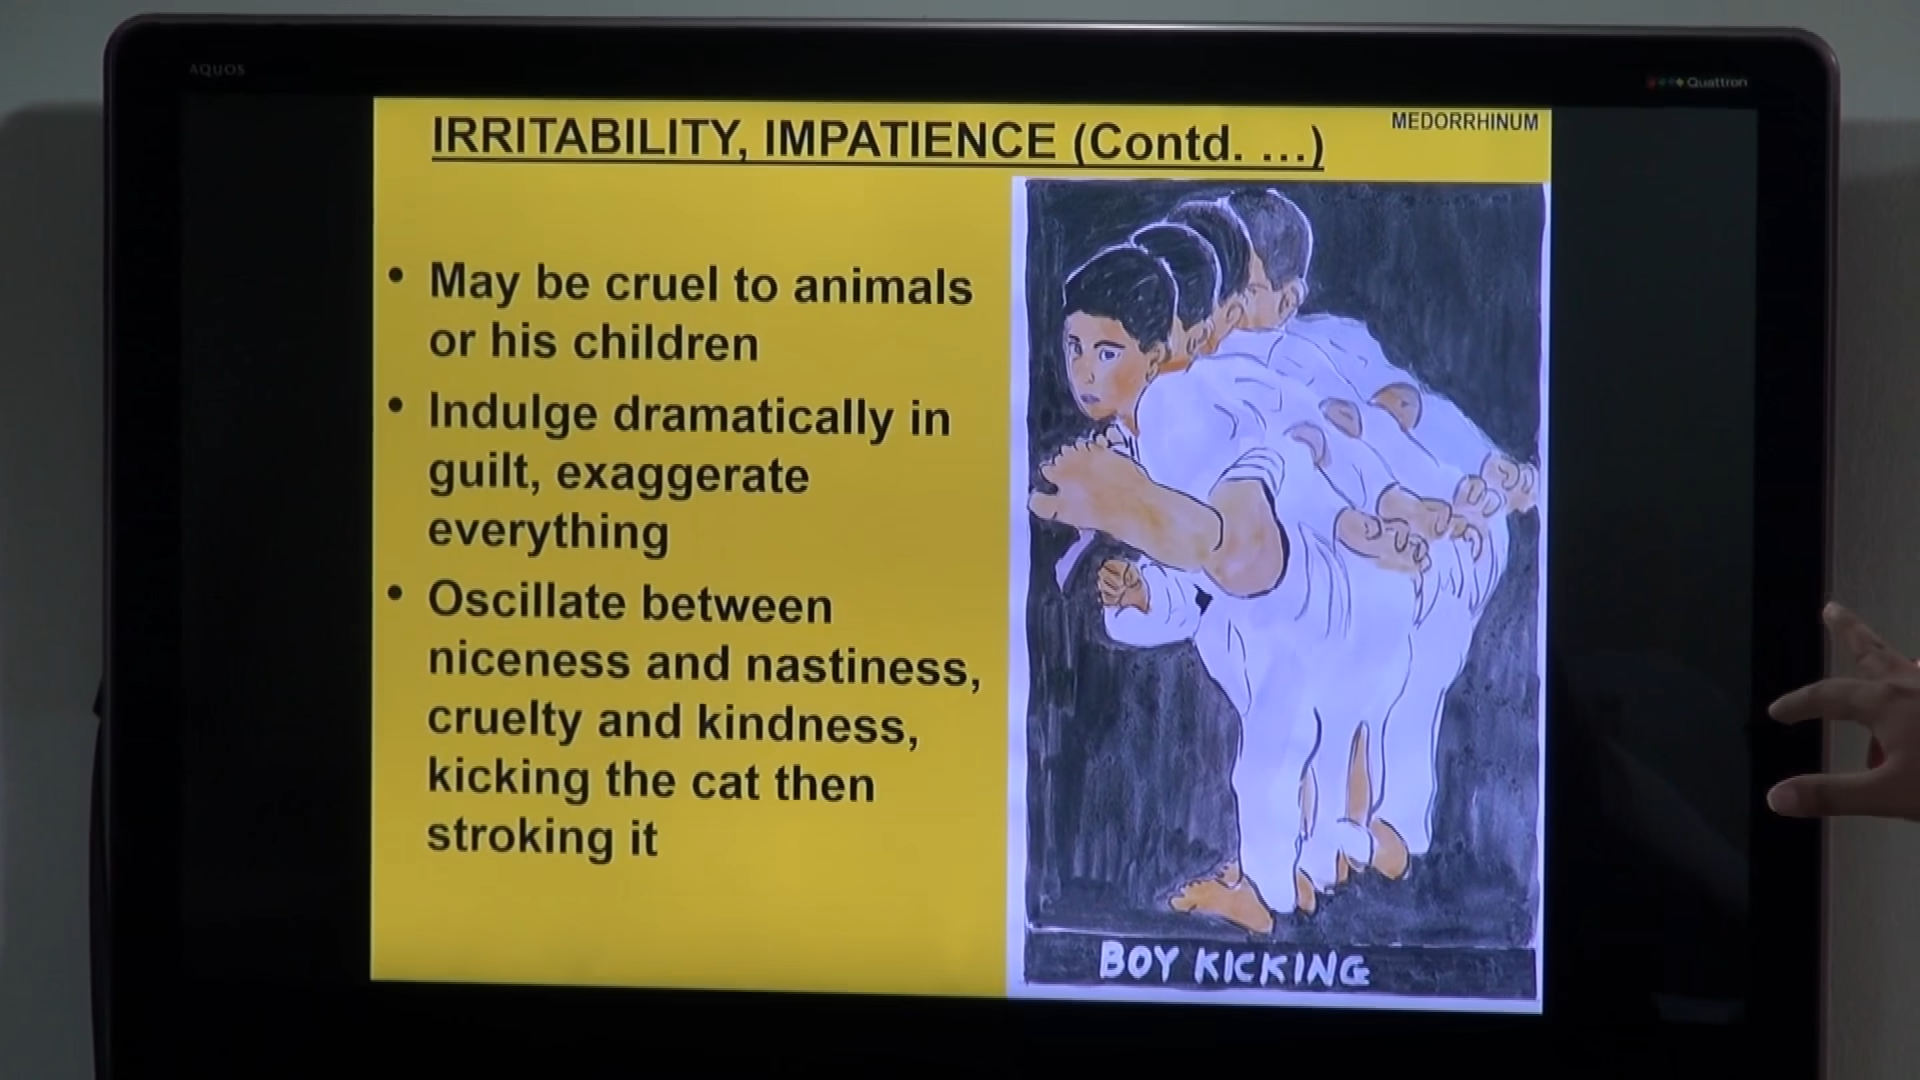 AQUOS
Quattron
IRRITABILITY, IMPATIENCE (Contd. ...)
MEDORRHINUM
• May be cruel to animals
or his children
• Indulge dramatically in
guilt, exaggerate
everything
• Oscillate between
niceness and nastiness,
cruelty and kindness,
kicking the cat then
stroking it
BOY KICKING